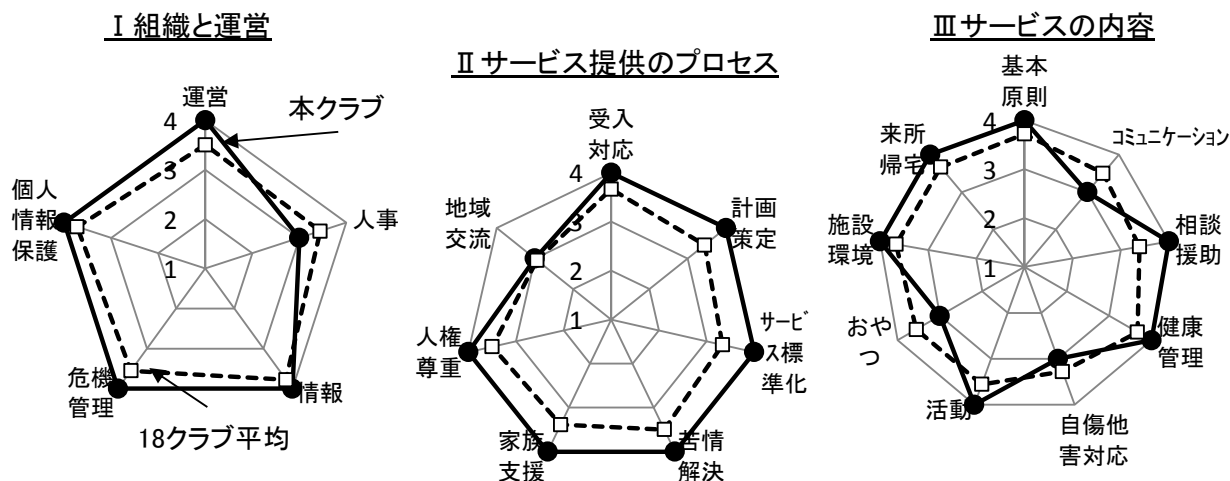 Ⅰ 組織と運営
運営
本クラブ
4
3
2
1
人事
個人
情報
保護
危機
管理
情報
18クラブ平均
Ⅱ サービス提供のプロセス
受入
対応
4
3
2
1
計画
策定
ｻｰﾋﾞ
ｽ標
準化
苦情
解決
家族
支援
人権
尊重
地域
交流
Ⅲサービスの内容
基本
原則
4
3
2
1
ｺﾐｭﾆｹｰｼｮﾝ
相談
援助
健康
管理
自傷他
害対応
活動
おや
つ
施設
環境
来所
帰宅